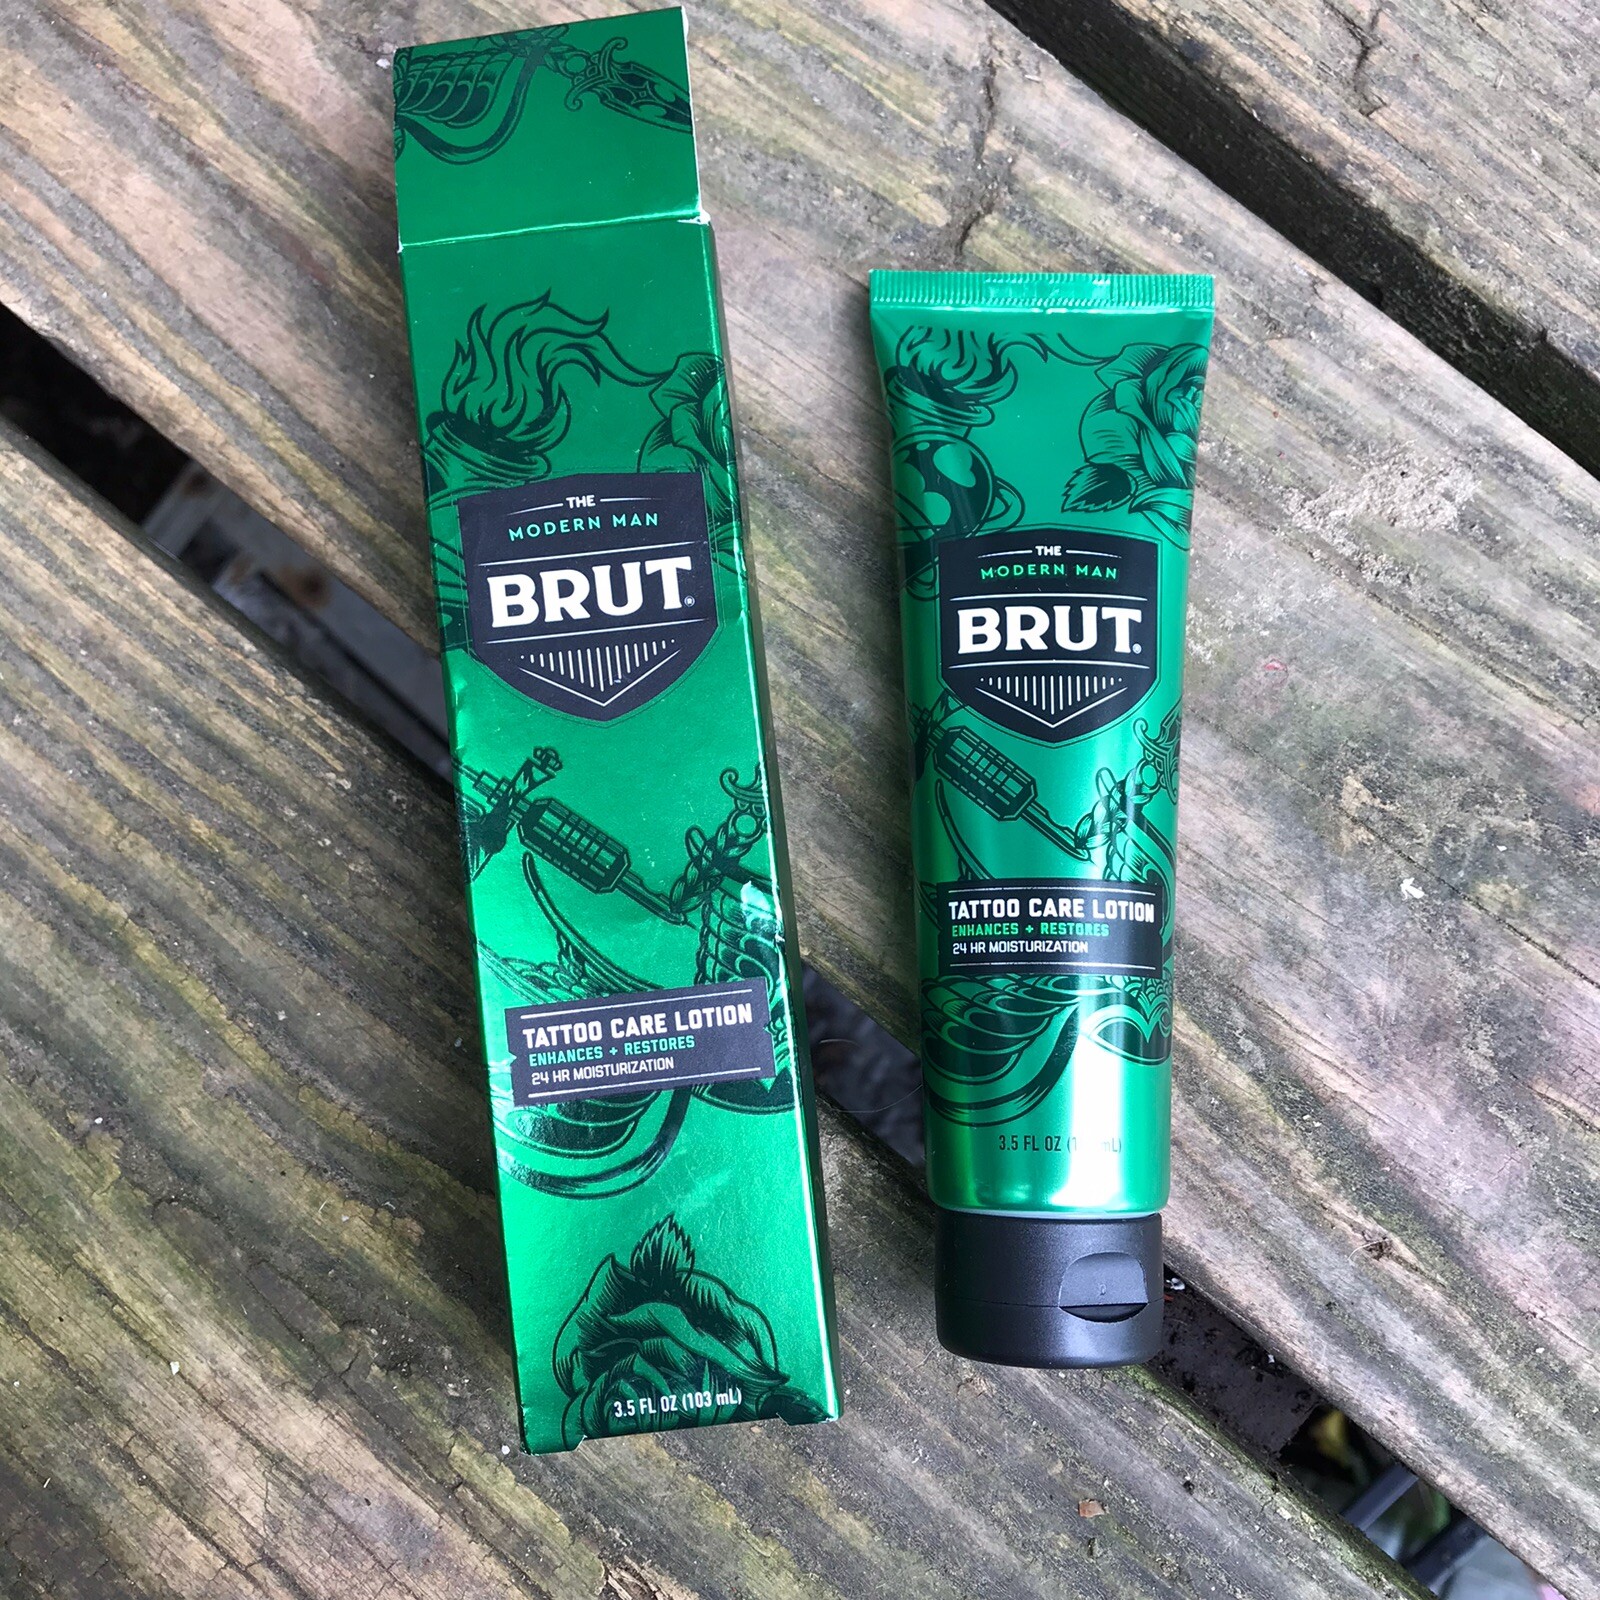 THE
MODERN MAN
BRUT®
TATTOO CARE LOTION
ENHANCES + RESTORES
24 HR MOISTURIZATION
3.5 FL OZ (103 mL)
THE
MODERN MAN
BRUT®
TATTOO CARE LOTION
ENHANCES + RESTORES
24 HR MOISTURIZATION
3.5 FL OZ